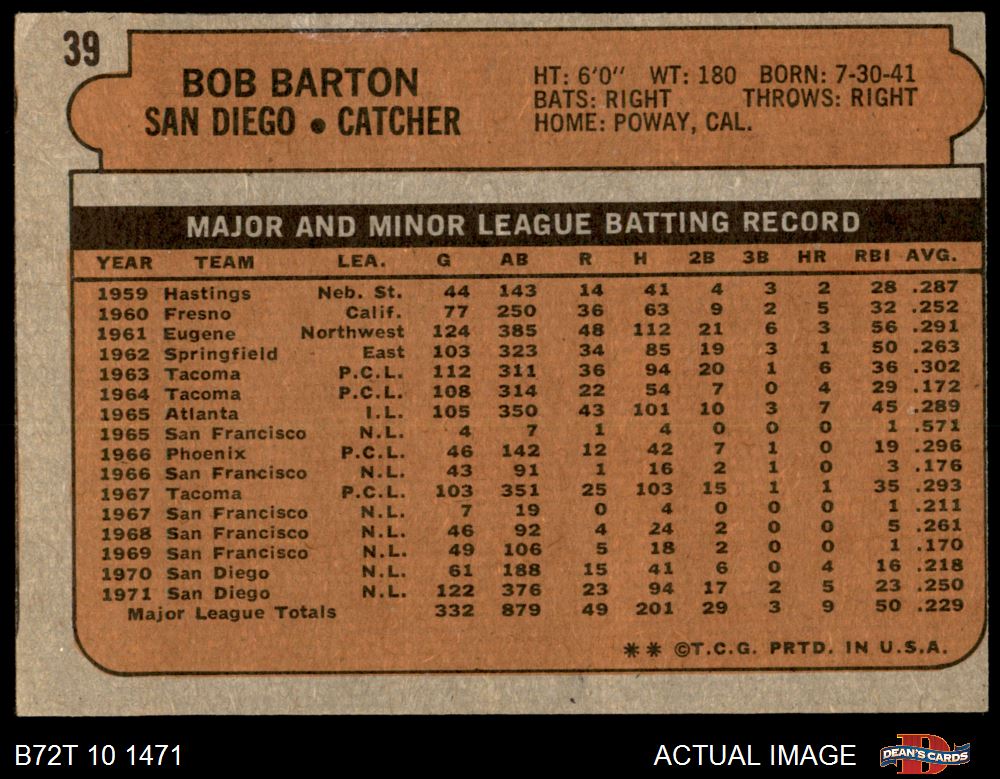 39
BOB BARTON
SAN DIEGO • CATCHER
HT: 6'0" WT: 180 BORN: 7-30-41
BATS: RIGHT THROWS: RIGHT
HOME: POWAY, CAL.
MAJOR AND MINOR LEAGUE BATTING RECORD
YEAR TEAM LEA. G AB R H 2B 3B HR RBI AVG.
1959 Hastings Neb. St. 44 143 14 41 4 3 2 28 .287
1960 Fresno Calif. 77 250 36 63 9 2 5 32 .252
1961 Eugene Northwest 124 385 48 112 21 6 3 56 .291
1962 Springfield East 103 323 34 85 19 3 1 50 .263
1963 Tacoma P.C.L. 112 311 36 94 20 1 6 36 .302
1964 Tacoma P.C.L. 108 314 22 54 7 0 4 29 .172
1965 Atlanta I.L. 105 350 43 101 10 3 7 45 .289
1965 San Francisco N.L. 4 7 1 4 0 0 0 1 .571
1966 Phoenix P.C.L. 46 142 12 42 7 1 0 19 .296
1966 San Francisco N.L. 43 91 1 16 2 1 0 3 .176
1967 Tacoma P.C.L. 103 351 25 103 15 1 1 35 .293
1967 San Francisco N.L. 7 19 0 4 0 0 0 1 .211
1968 San Francisco N.L. 46 92 4 24 2 0 0 5 .261
1969 San Francisco N.L. 49 106 5 18 2 0 0 1 .170
1970 San Diego N.L. 61 188 15 41 6 0 4 16 .218
1971 San Diego N.L. 122 376 23 94 17 2 5 23 .250
Major League Totals 332 879 49 201 29 3 9 50 .229
** ©T.C.G. PRTD. IN U.S.A.
B72T 10 1471
ACTUAL IMAGE
DEAN'S CARDS